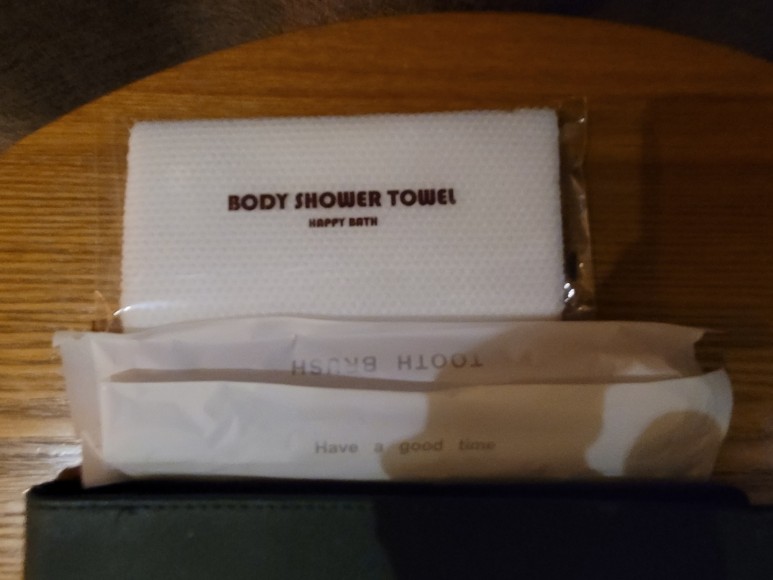 BODY SHOWER TOWEL
HAPPY BATH
TOOTH BRUSH
Have a good time